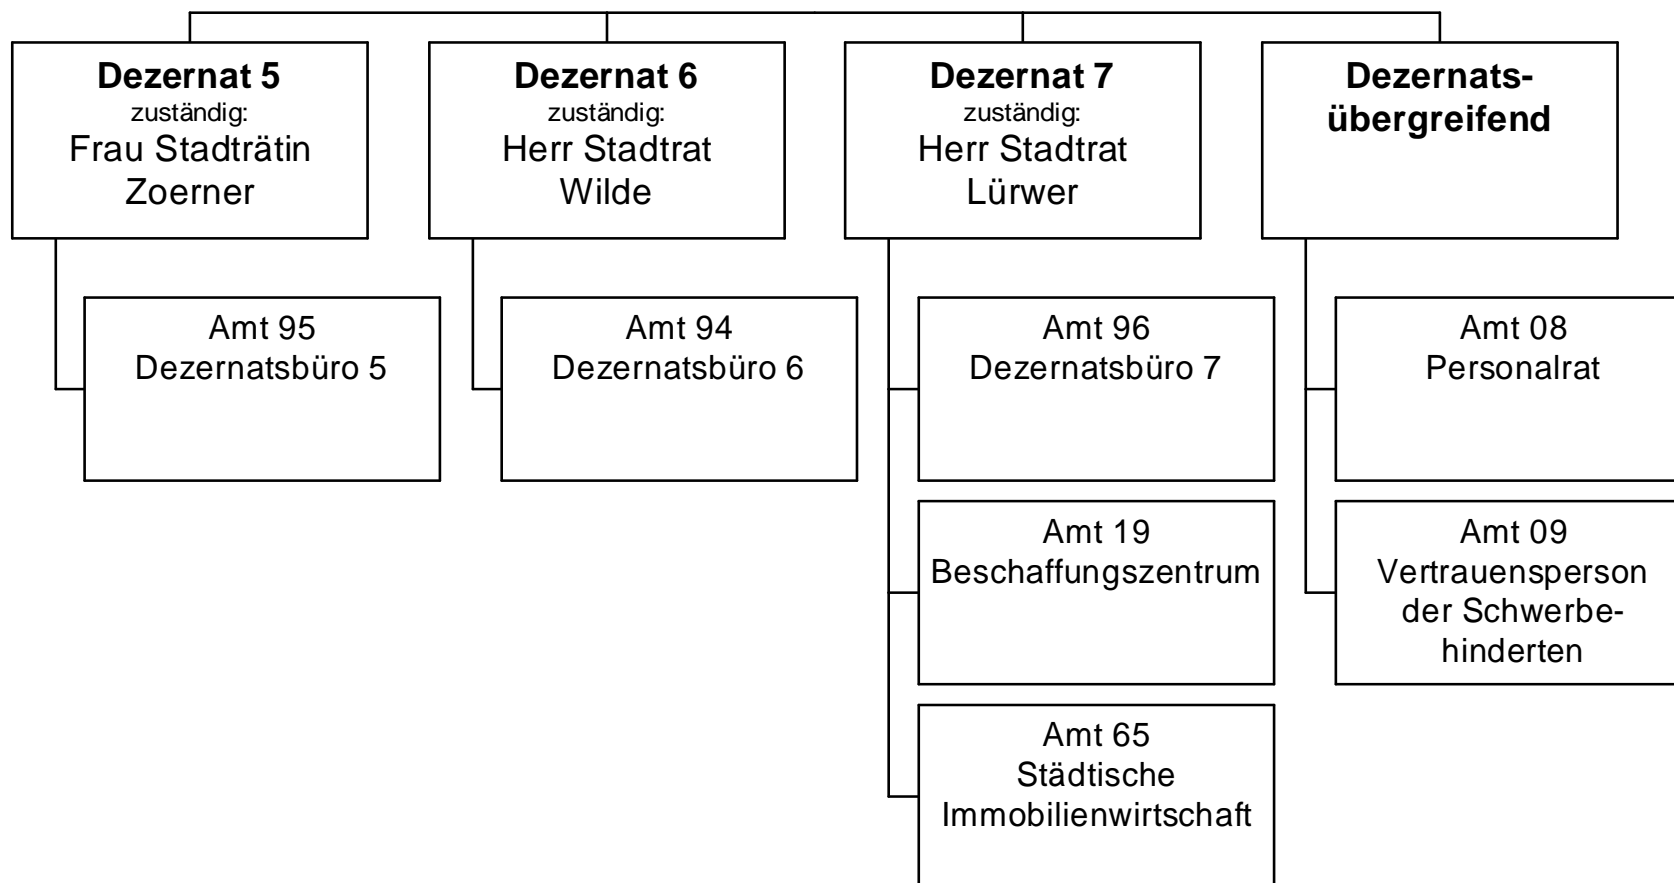 Dezernat 5
zuständig:
Frau Stadträtin
Zoerner
Dezernat 6
zuständig:
Herr Stadtrat
Wilde
Dezernat 7
zuständig:
Herr Stadtrat
Lürwer
Dezernats-
übergreifend
Amt 95
Dezernatsbüro 5
Amt 94
Dezernatsbüro 6
Amt 96
Dezernatsbüro 7
Amt 08
Personalrat
Amt 19
Beschaffungszentrum
Amt 09
Vertrauensperson
der Schwerbe-
hinderten
Amt 65
Städtische
Immobilienwirtschaft